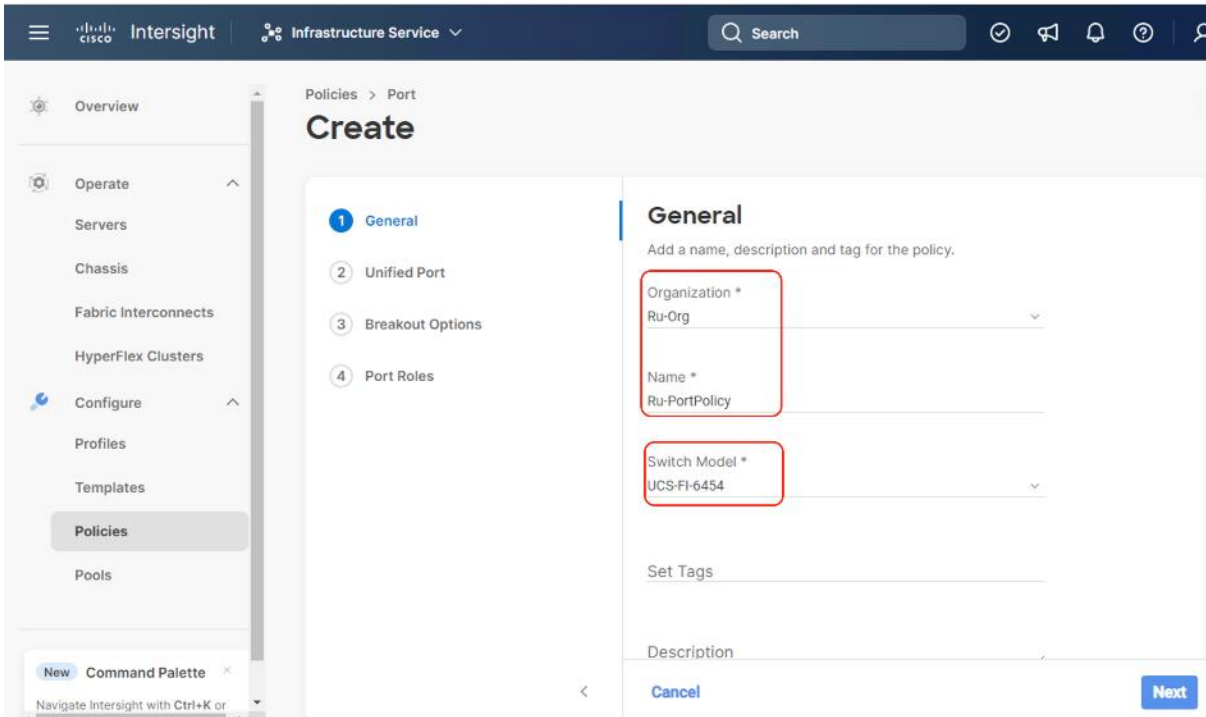 cisco Intersight Infrastructure Service Search
Overview
Policies > Port
Create
Operate
Servers
Chassis
Fabric Interconnects
HyperFlex Clusters
Configure
Profiles
Templates
Policies
Pools
New Command Palette ×
Navigate Intersight with Ctrl+K or
1 General
2 Unified Port
3 Breakout Options
4 Port Roles
General
Add a name, description and tag for the policy.
Organization *
Ru-Org
Name *
Ru-PortPolicy
Switch Model *
UCS-FI-6454
Set Tags
Description
< Cancel Next